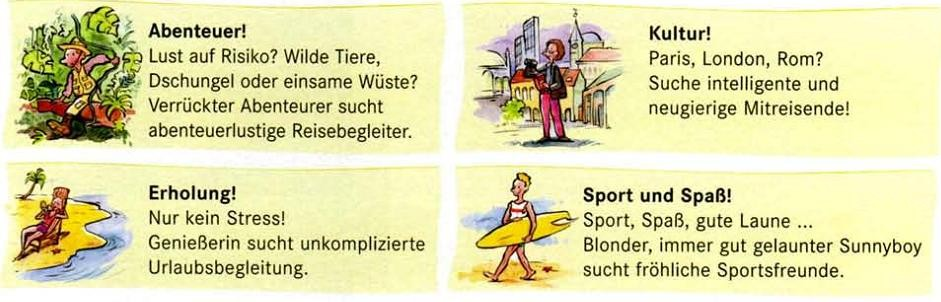 Abenteuer!
Lust auf Risiko? Wilde Tiere,
Dschungel oder einsame Wüste?
Verrückter Abenteurer sucht
abenteuerlustige Reisebegleiter.
Kultur!
Paris, London, Rom?
Suche intelligente und
neugierige Mitreisende!
Erholung!
Nur kein Stress!
Genießerin sucht unkomplizierte
Urlaubsbegleitung.
Sport und Spaß!
Sport, Spaß, gute Laune ...
Blonder, immer gut gelaunter Sunnyboy
sucht fröhliche Sportsfreunde.